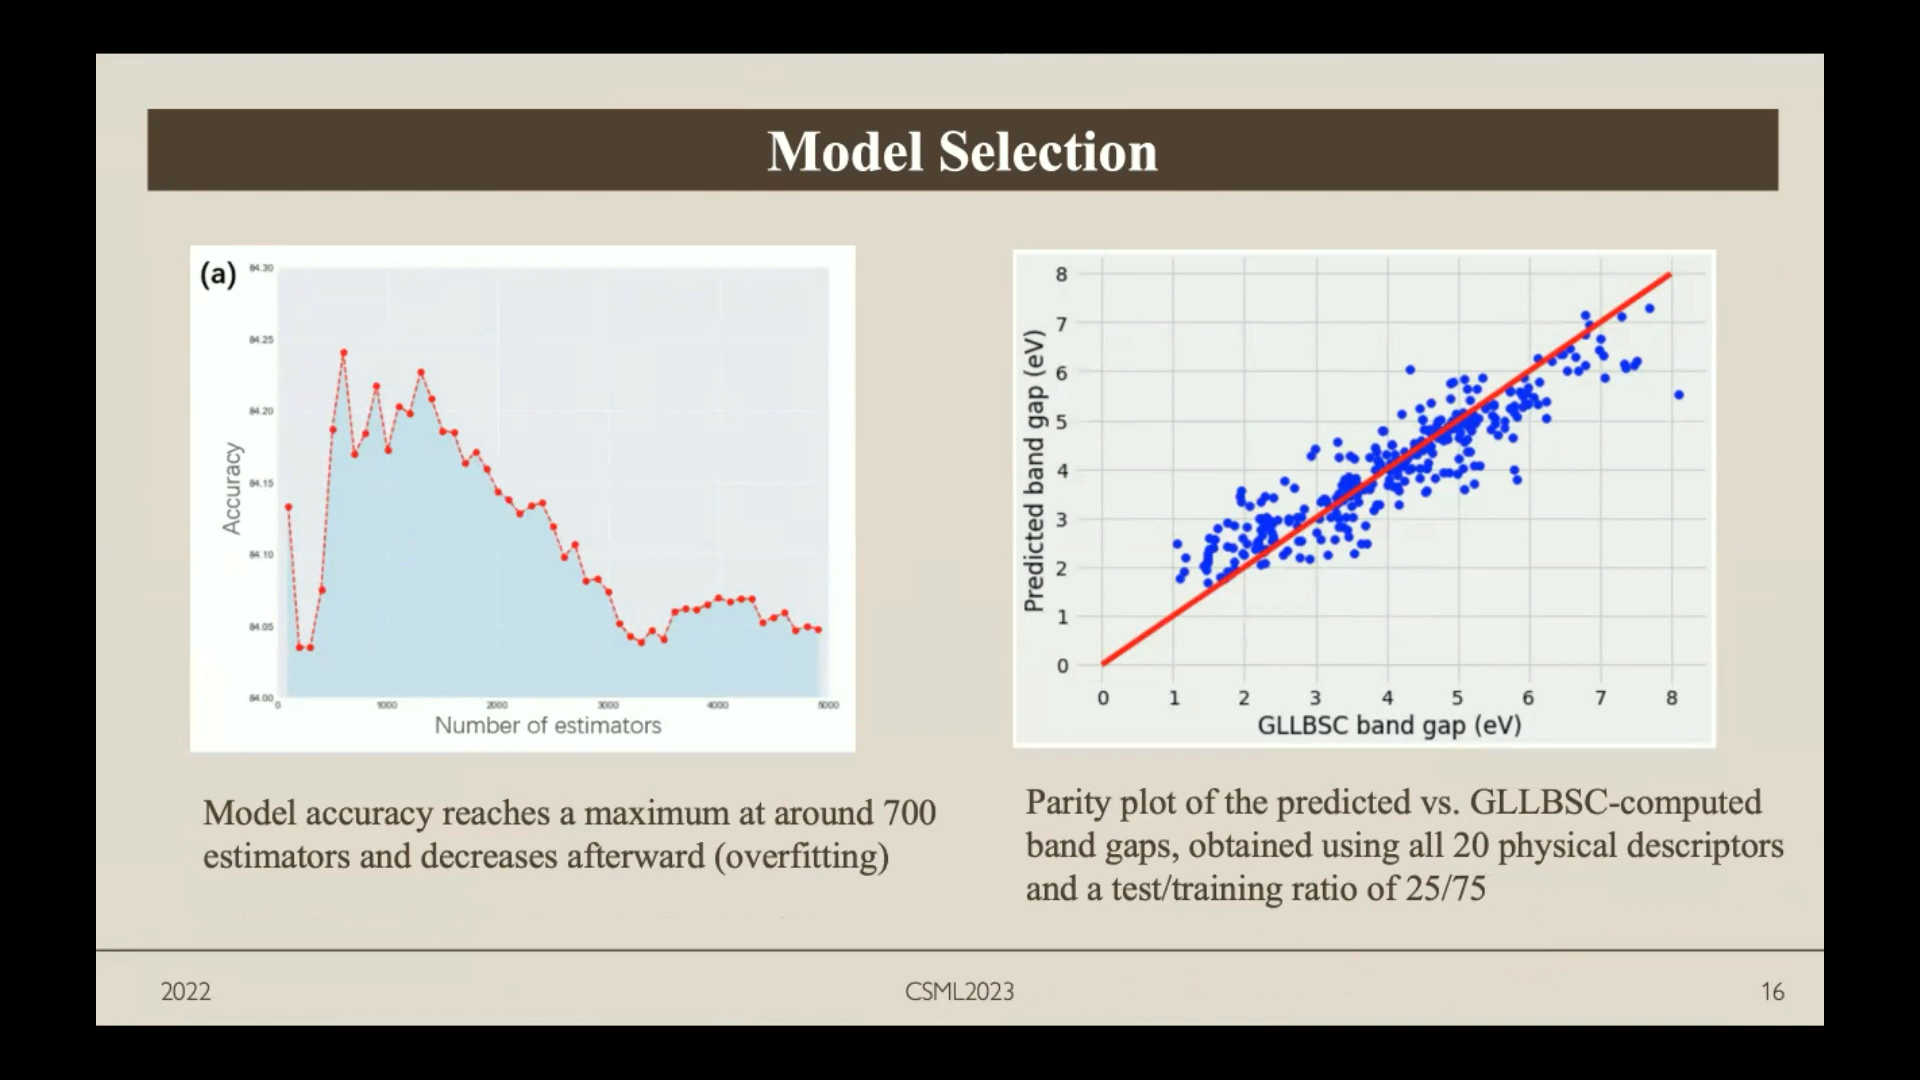 Model Selection
(a)
84.30
84.25
84.20
84.15
84.10
84.05
84.00
Accuracy
0 1000 2000 3000 4000 5000
Number of estimators
8
7
6
5
4
3
2
1
0
Predicted band gap (eV)
0 1 2 3 4 5 6 7 8
GLLBSC band gap (eV)
Model accuracy reaches a maximum at around 700
estimators and decreases afterward (overfitting)
Parity plot of the predicted vs. GLLBSC-computed
band gaps, obtained using all 20 physical descriptors
and a test/training ratio of 25/75
2022
CSML2023
16